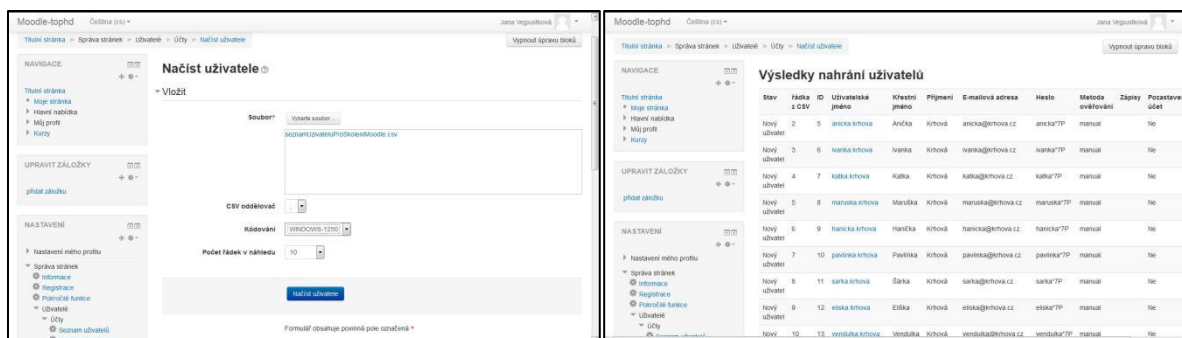 Moodle-tophd Čeština (cs)
Jana Vejpustková
Titulní stránka Správa stránek Uživatelé Účty Načíst uživatele
Vypnout úpravu bloků
NAVIGACE
Titulní stránka
Moje stránka
Hlavní nabídka
Můj profil
Kurzy
UPRAVIT ZÁLOŽKY
přidat záložku
NASTAVENÍ
Nastavení mého profilu
Správa stránek
Informace
Registrace
Pokročilé funkce
Uživatelé
Účty
Seznam uživatelů
Načíst uživatele
Vložit
Soubor*
Vyberte soubor ...
seznamUzivateluProSkoleniMoodle.csv
CSV oddělovač
Kódování WINDOWS-1250
Počet řádek v náhledu 10
Načíst uživatele
Formulář obsahuje povinná pole označená *
Moodle-tophd Čeština (cs)
Jana Vejpustková
Titulní stránka Správa stránek Uživatelé Účty Načíst uživatele
Vypnout úpravu bloků
NAVIGACE
Titulní stránka
Moje stránka
Hlavní nabídka
Můj profil
Kurzy
UPRAVIT ZÁLOŽKY
přidat záložku
NASTAVENÍ
Nastavení mého profilu
Správa stránek
Informace
Registrace
Pokročilé funkce
Uživatelé
Účty
Výsledky nahrání uživatelů
Stav řádka z CSV ID Uživatelské jméno Křestní jméno Příjmení E-mailová adresa Heslo Metoda ověřování Zápisy Pozastave účet
Nový uživatel 2 5 anicka.krhova Anička Krhová anicka@krhova.cz anicka*7P manual Ne
Nový uživatel 3 6 ivanka.krhova Ivanka Krhová ivanka@krhova.cz ivanka*7P manual Ne
Nový uživatel 4 7 katka.krhova Katka Krhová katka@krhova.cz katka*7P manual Ne
Nový uživatel 5 8 maruska.krhova Maruška Krhová maruska@krhova.cz maruska*7P manual Ne
Nový uživatel 6 9 hanicka.krhova Hanička Krhová hanicka@krhova.cz hanicka*7P manual Ne
Nový uživatel 7 10 pavlinka.krhova Pavlínka Krhová pavlinka@krhova.cz pavlinka*7P manual Ne
Nový uživatel 8 11 sarka.krhova Šárka Krhová sarka@krhova.cz sarka*7P manual Ne
Nový uživatel 9 12 eliska.krhova Eliška Krhová eliska@krhova.cz eliska*7P manual Ne
Nový 10 13 vendulka.krhova Vendulka Krhová vendulka@krhova.cz vendulka*7P manual Ne